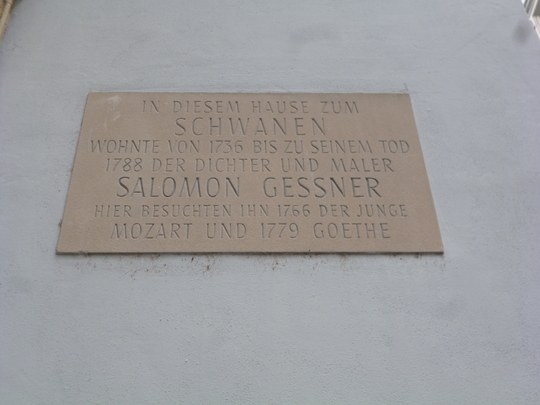 IN DIESEM HAUSE ZUM
SCHWANEN
WOHNTE VON 1736 BIS ZU SEINEM TOD
1788 DER DICHTER UND MALER
SALOMON GESSNER
HIER BESUCHTEN IHN 1766 DER JUNGE
MOZART UND 1779 GOETHE